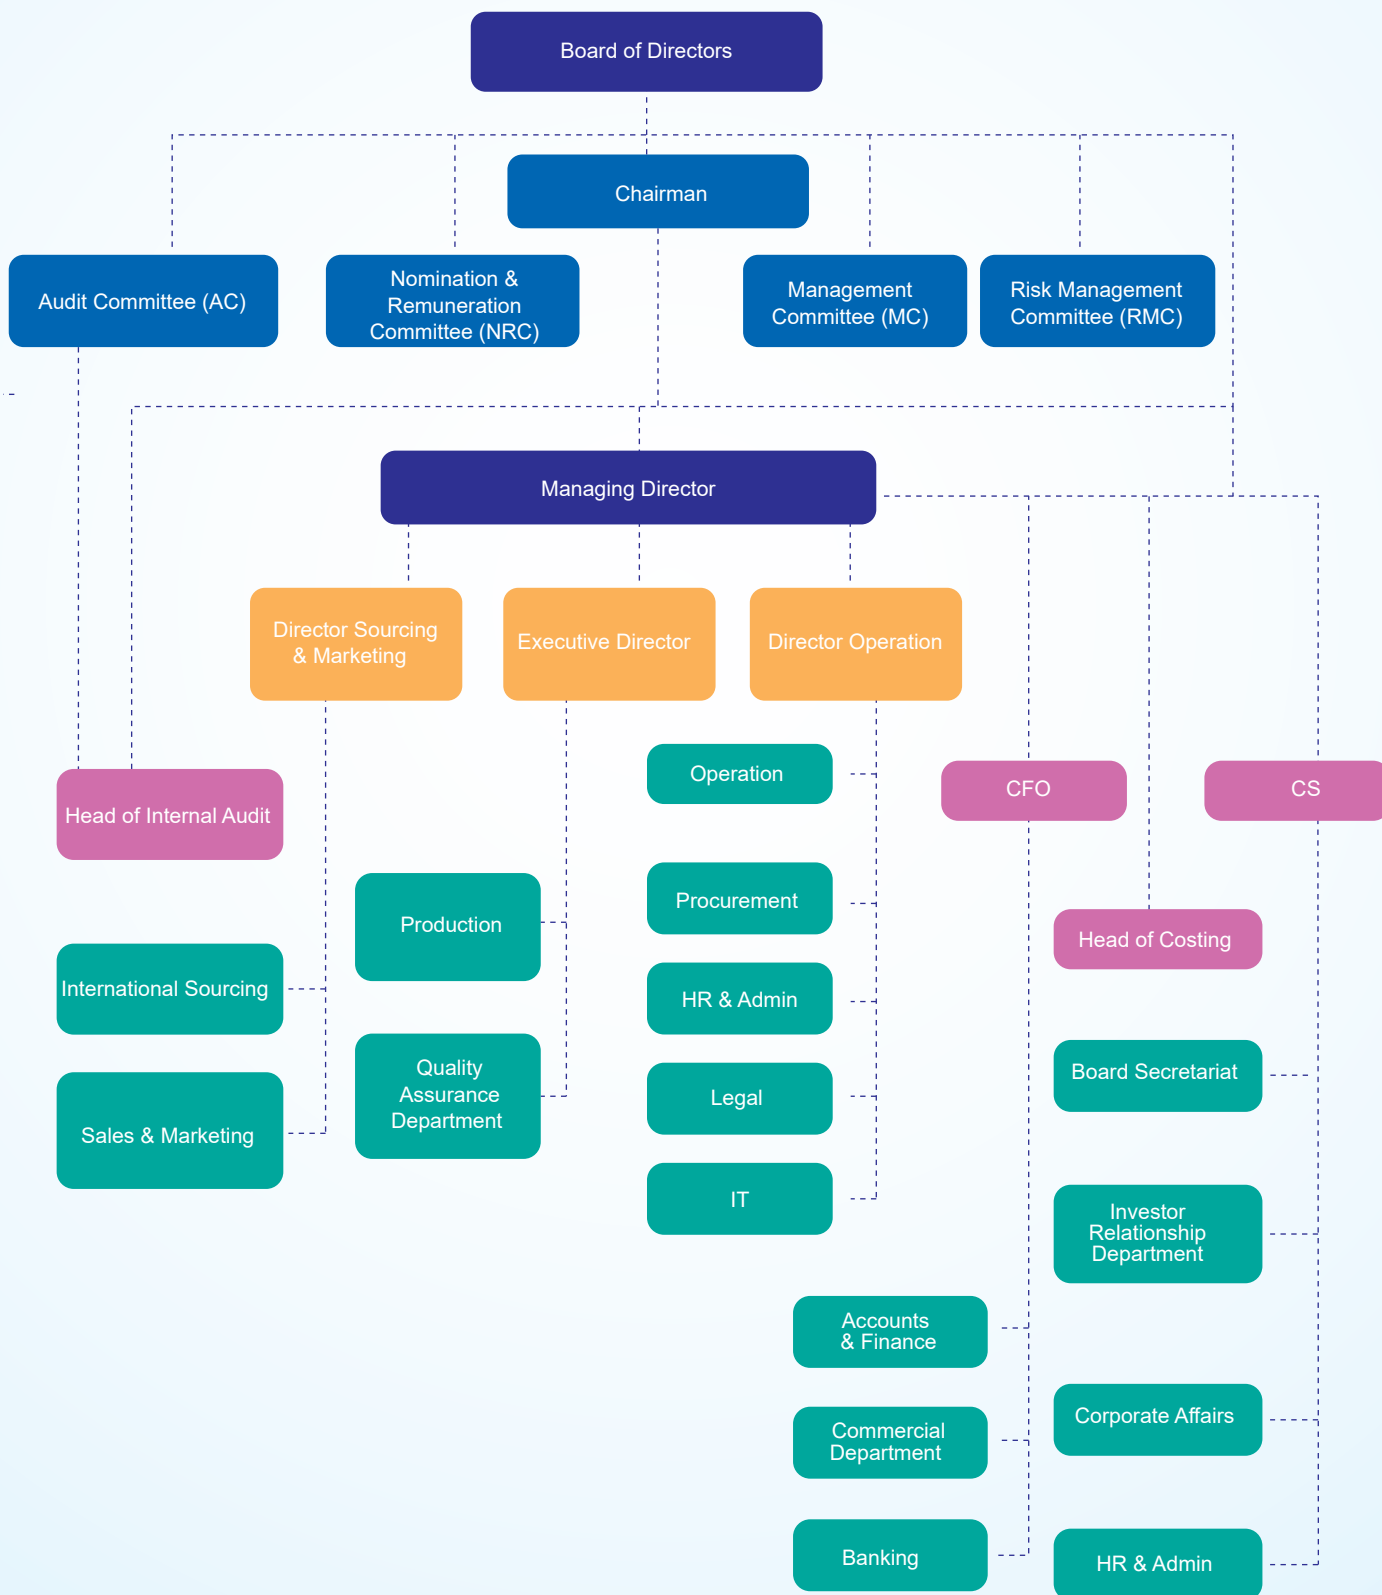 Board of Directors
Chairman
Audit Committee (AC)
Nomination &
Remuneration
Committee (NRC)
Management
Committee (MC)
Risk Management
Committee (RMC)
Managing Director
Director Sourcing
& Marketing
Executive Director
Director Operation
Operation
CFO
CS
Head of Internal Audit
Procurement
Production
Head of Costing
International Sourcing
HR & Admin
Quality
Assurance
Department
Board Secretariat
Legal
Sales & Marketing
IT
Investor
Relationship
Department
Accounts
& Finance
Corporate Affairs
Commercial
Department
Banking
HR & Admin